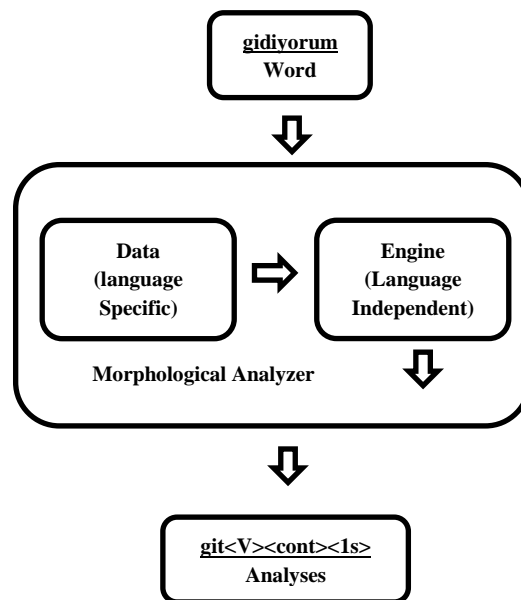 gidiyorum
Word
Data
(language
Specific)
Engine
(Language
Independent)
Morphological Analyzer
git<V><cont><1s>
Analyses